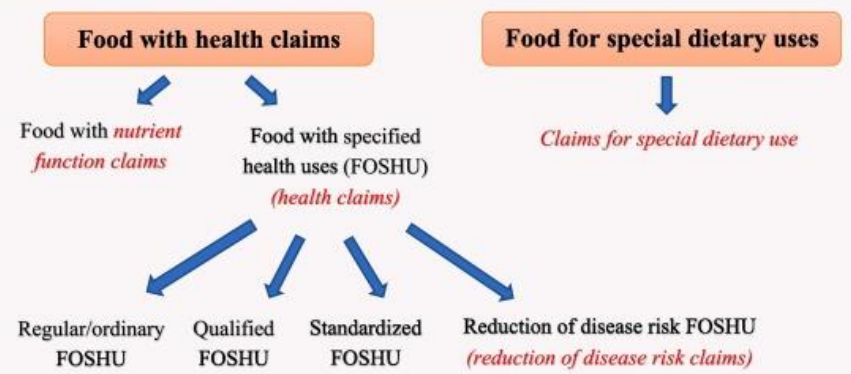 Food with health claims
Food for special dietary uses
Food with nutrient
function claims
Food with specified
health uses (FOSHU)
(health claims)
Claims for special dietary use
Regular/ordinary
FOSHU
Qualified
FOSHU
Standardized
FOSHU
Reduction of disease risk FOSHU
(reduction of disease risk claims)